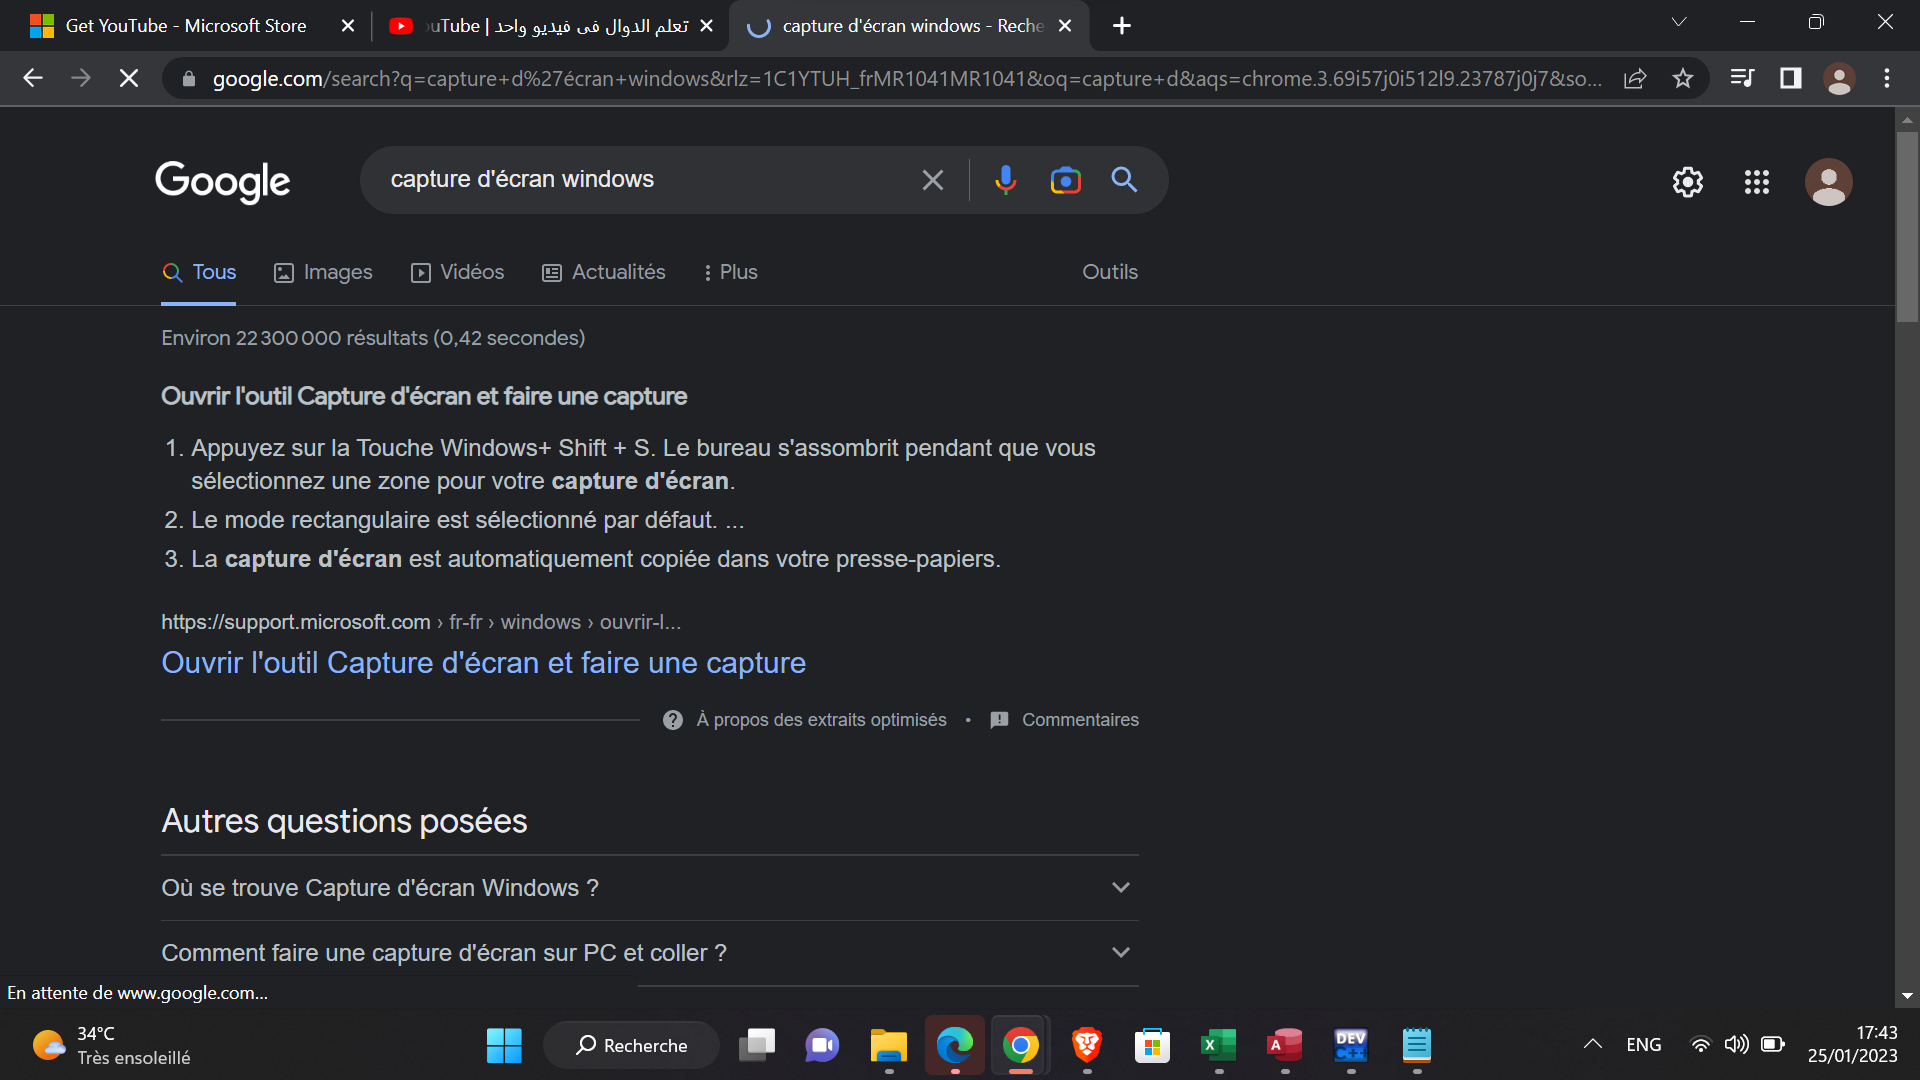 Get YouTube - Microsoft Store
uTube | تعلم الدوال فى فيديو واحد
capture d'écran windows - Reche
google.com/search?q=capture+d%27écran+windows&rlz=1C1YTUH_frMR1041MR1041&oq=capture+d&aqs=chrome.3.69i57j0i512l9.23787j0j7&so...
Google
capture d'écran windows
Tous
Images
Vidéos
Actualités
Plus
Outils
Environ 22 300 000 résultats (0,42 secondes)
Ouvrir l'outil Capture d'écran et faire une capture
1. Appuyez sur la Touche Windows+ Shift + S. Le bureau s'assombrit pendant que vous
sélectionnez une zone pour votre capture d'écran.
2. Le mode rectangulaire est sélectionné par défaut. ...
3. La capture d'écran est automatiquement copiée dans votre presse-papiers.
https://support.microsoft.com › fr-fr › windows › ouvrir-l...
Ouvrir l'outil Capture d'écran et faire une capture
À propos des extraits optimisés • Commentaires
Autres questions posées
Où se trouve Capture d'écran Windows ?
Comment faire une capture d'écran sur PC et coller ?
En attente de www.google.com...
34°C
Très ensoleillé
Recherche
DEV
C++
ENG
17:43
25/01/2023